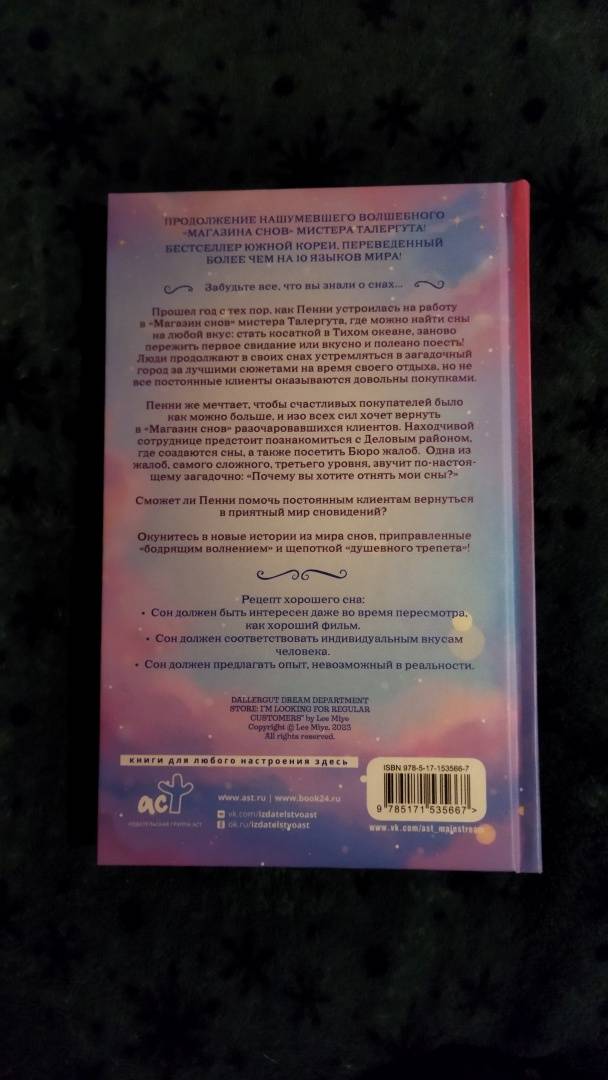 ПРОДОЛЖЕНИЕ НАШУМЕВШЕГО ВОЛШЕБНОГО
«МАГАЗИНА СНОВ» МИСТЕРА ТАЛЕРГУТА!
БЕСТСЕЛЛЕР ЮЖНОЙ КОРЕИ, ПЕРЕВЕДЕННЫЙ
БОЛЕЕ ЧЕМ НА 10 ЯЗЫКОВ МИРА!
Забудьте все, что вы знали о снах...
Прошел год с тех пор, как Пенни устроилась на работу
в «Магазин снов» мистера Талергута, где можно найти сны
на любой вкус: стать косаткой в Тихом океане, заново
пережить первое свидание или вкусно и полезно поесть!
Люди продолжают в своих снах устремляться в загадочный
город за лучшими сюжетами на время своего отдыха, но не
все постоянные клиенты оказываются довольны покупками.
Пенни же мечтает, чтобы счастливых покупателей было
как можно больше, и изо всех сил хочет вернуть
в «Магазин снов» разочаровавшихся клиентов. Находчивой
сотруднице предстоит познакомиться с Деловым районом,
где создаются сны, а также посетить Бюро жалоб. Одна из
жалоб, самого сложного, третьего уровня, звучит по-настоя-
щему загадочно: «Почему вы хотите отнять мои сны?»
Сможет ли Пенни помочь постоянным клиентам вернуться
в приятный мир сновидений?
Окунитесь в новые истории из мира снов, приправленные
«бодрящим волнением» и щепоткой «душевного трепета»!
Рецепт хорошего сна:
• Сон должен быть интересен даже во время пересмотра,
как хороший фильм.
• Сон должен соответствовать индивидуальным вкусам
человека.
• Сон должен предлагать опыт, невозможный в реальности.
DALLERGUT DREAM DEPARTMENT
STORE: I'M LOOKING FOR REGULAR
CUSTOMERS" by Lee Miye
Copyright © Lee Miye, 2023
All rights reserved.
книги для любого настроения здесь
аст
ИЗДАТЕЛЬСКАЯ ГРУППА АСТ
www.ast.ru | www.book24.ru
vk.com/izdatelstvoast
ok.ru/izdatelstvoast
ISBN 978-5-17-153566-7
9 785171 535667 >
www.vk.com/ast_mainstream